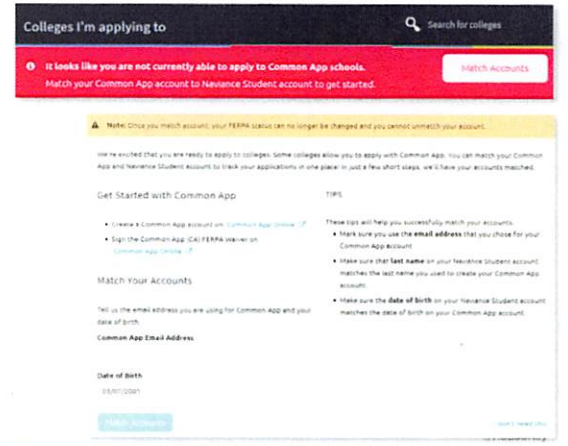 Colleges I'm applying to
Search for colleges
It looks like you are not currently able to apply to Common App schools.
Match your Common App account to Naviance Student account to get started.
Match Accounts
Note: Once you match account, your FERPA status can no longer be changed and you cannot unmatch your account.
We're excited that you are ready to apply to colleges. Some colleges allow you to apply with Common App. You can match your Common
App and Naviance Student account to track your applications in one place! In just a few short steps, we'll have your accounts matched.
Get Started with Common App
• Create a Common App account on Common App Online
• Sign the Common App (CA) FERPA Waiver on
Common App Online
Match Your Accounts
Tell us the email address you are using for Common App and your
date of birth
Common App Email Address
Date of Birth
Match Accounts
TIPS
These tips will help you successfully match your accounts.
• Mark sure you use the email address that you chose for your
Common App account
• Make sure that last name on your Naviance Student account
matches the last name you used to create your Common App
account.
• Make sure the date of birth on your Naviance Student account
matches the date of birth on your Common App account.